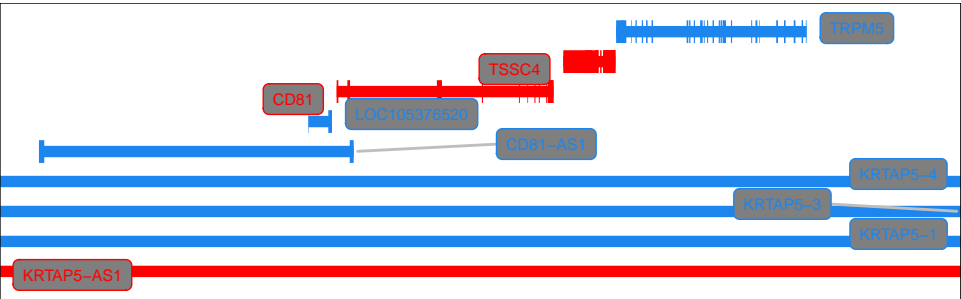 TRPM5
TSSC4
CD81
LOC105376520
CD81−AS1
KRTAP5−4
KRTAP5−3
KRTAP5−1
KRTAP5−AS1